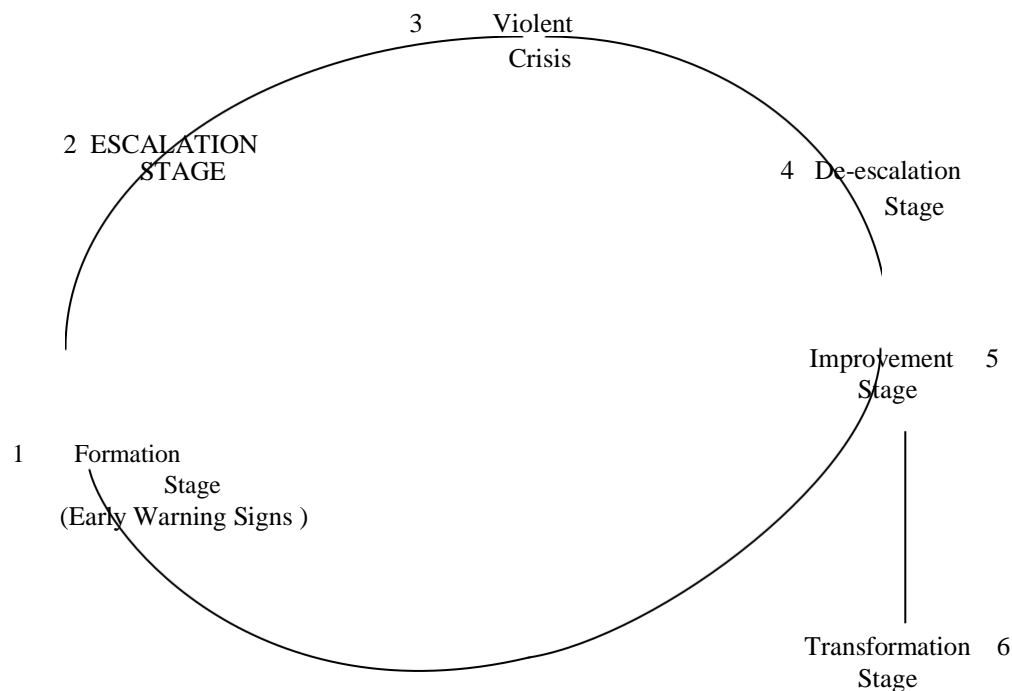 3 Violent
Crisis
2 ESCALATION
STAGE
4 De-escalation
Stage
Improvement 5
Stage
1 Formation
Stage
(Early Warning Signs )
Transformation 6
Stage